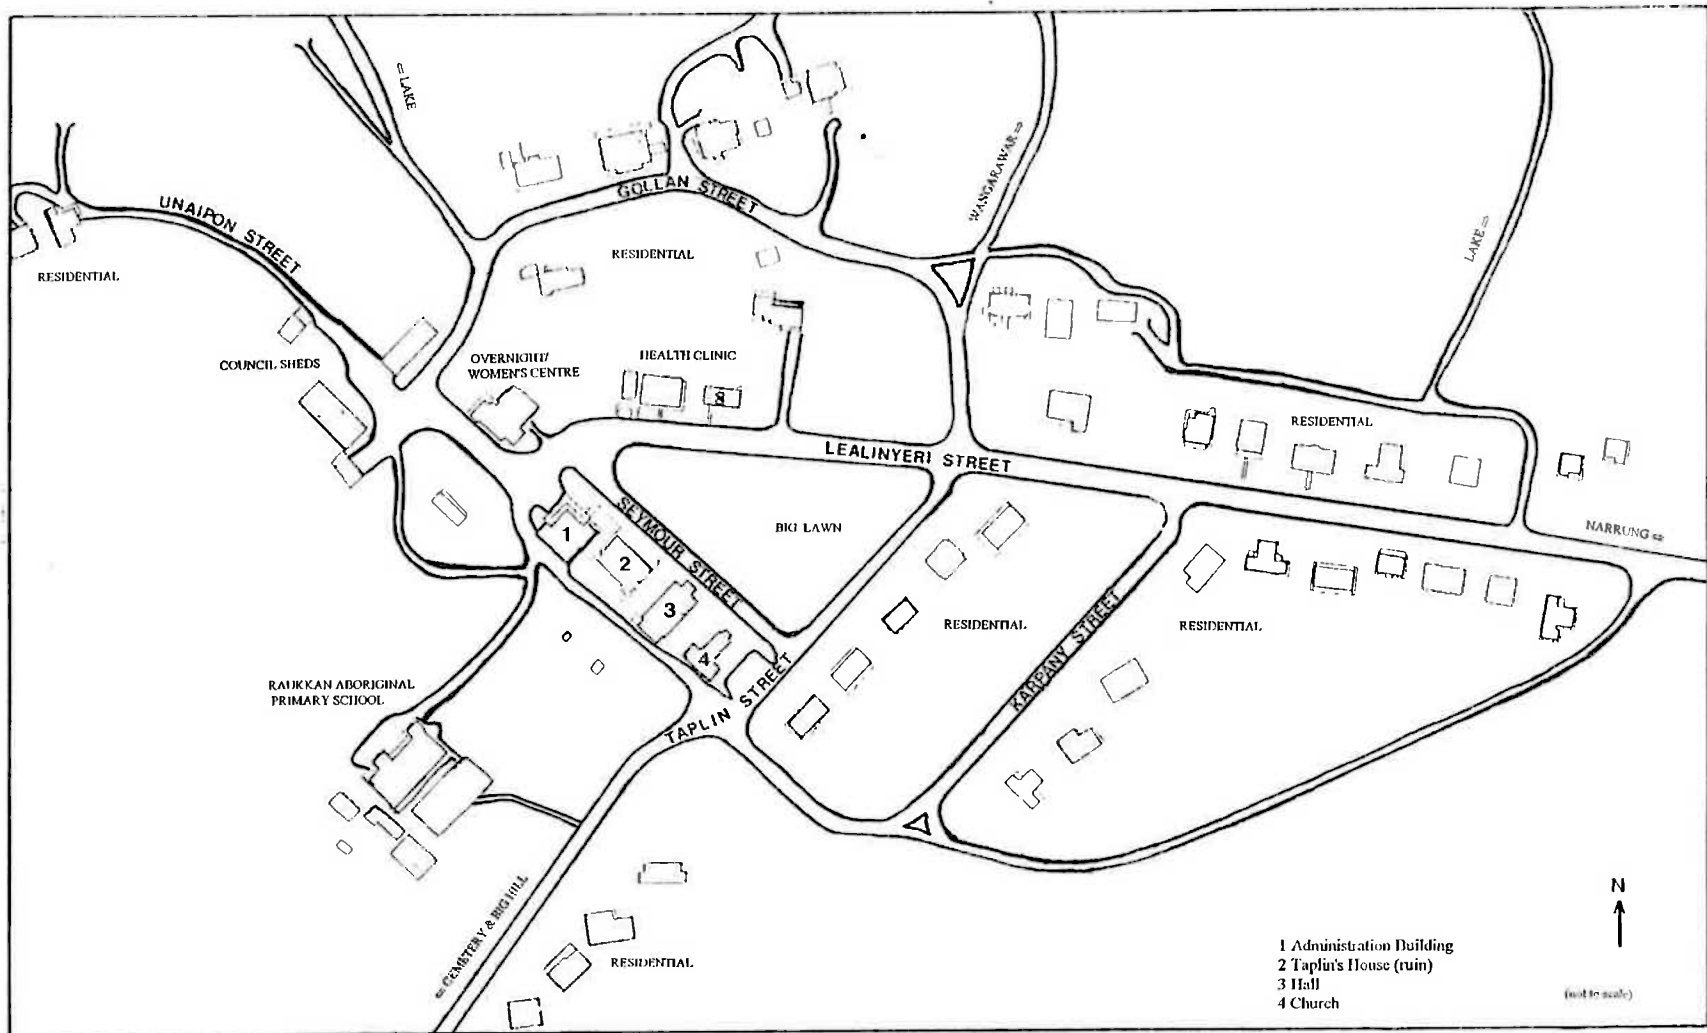 ⇐ LAKE
WANGARAWAR ⇒
GOLLAN STREET
UNAIPON STREET
RESIDENTIAL
RESIDENTIAL
LAKE ⇒
COUNCIL SHEDS
OVERNIGHT/
WOMEN'S CENTRE
HEALTH CLINIC
8
RESIDENTIAL
LEALINYERI STREET
SEYMOUR STREET
BIG LAWN
NARRUNG ⇒
1
2
3
4
RESIDENTIAL
RESIDENTIAL
KARPANY STREET
RAUKKAN ABORIGINAL
PRIMARY SCHOOL
TAPLIN STREET
⇐ CEMETERY & BIG HILL
RESIDENTIAL
N
1 Administration Building
2 Taplin's House (ruin)
3 Hall
4 Church
(not to scale)